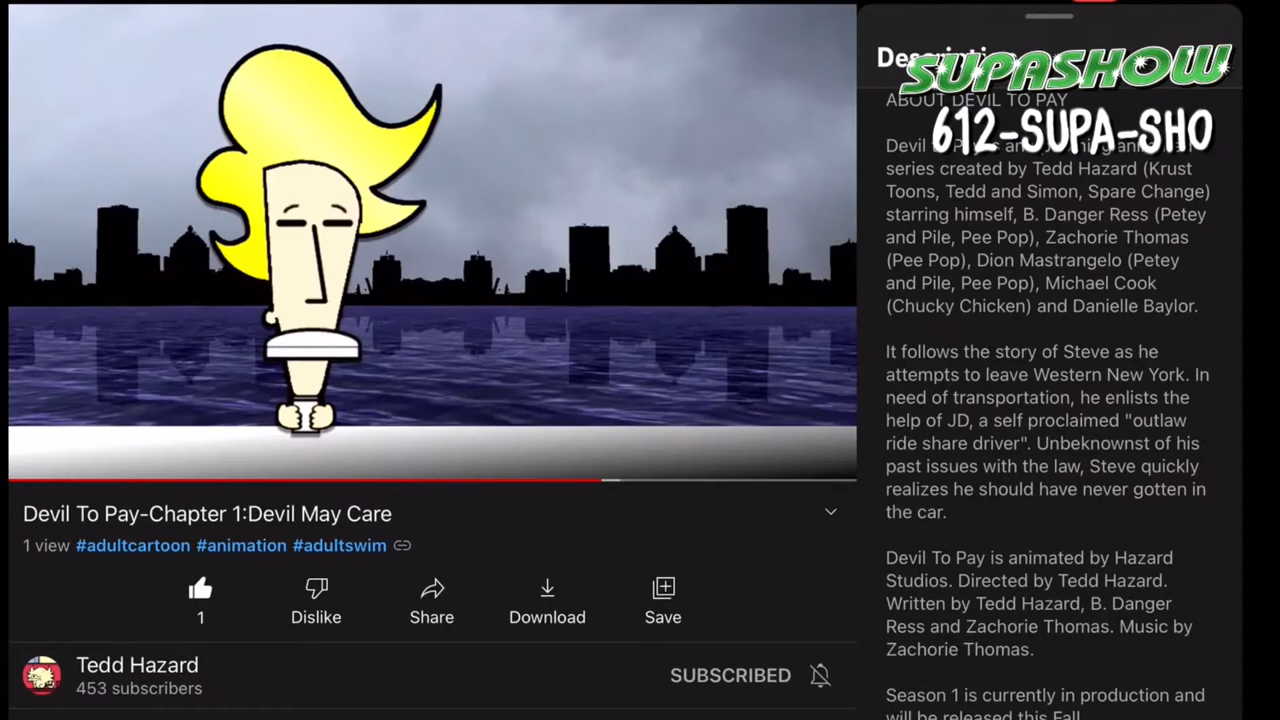 Description
SUPASHOW
612-SUPA-SHO
ABOUT DEVIL TO PAY
Devil
series created by Tedd Hazard (Krust
Toons, Tedd and Simon, Spare Change)
starring himself, B. Danger Ress (Petey
and Pile, Pee Pop), Zachorie Thomas
(Pee Pop), Dion Mastrangelo (Petey
and Pile, Pee Pop), Michael Cook
(Chucky Chicken) and Danielle Baylor.
It follows the story of Steve as he
attempts to leave Western New York. In
need of transportation, he enlists the
help of JD, a self proclaimed "outlaw
ride share driver". Unbeknownst of his
past issues with the law, Steve quickly
realizes he should have never gotten in
the car.
Devil To Pay is animated by Hazard
Studios. Directed by Tedd Hazard.
Written by Tedd Hazard, B. Danger
Ress and Zachorie Thomas. Music by
Zachorie Thomas.
Season 1 is currently in production and
will be released this Fall
Devil To Pay-Chapter 1:Devil May Care
1 view #adultcartoon #animation #adultswim
1
Dislike
Share
Download
Save
Tedd Hazard
453 subscribers
SUBSCRIBED